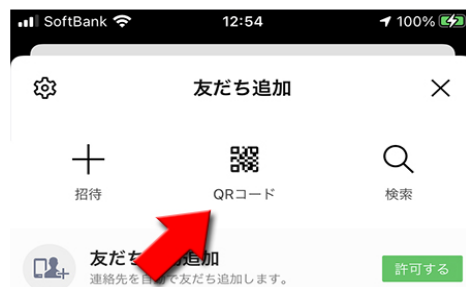 SoftBank 12:54 100%
友だち追加
招待 QRコード 検索
友だち 追加
連絡先を自 で友だち追加します。
許可する